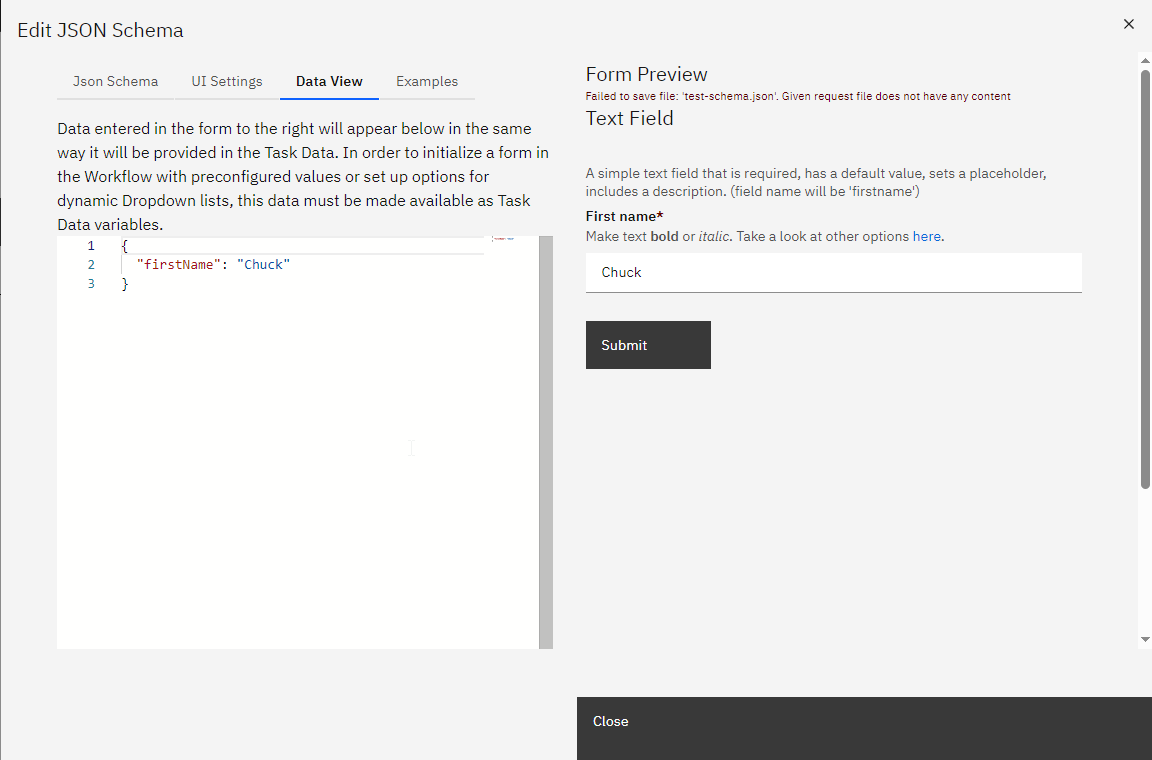 Edit JSON Schema
Json Schema
UI Settings
Data View
Examples
Data entered in the form to the right will appear below in the same
way it will be provided in the Task Data. In order to initialize a form in
the Workflow with preconfigured values or set up options for
dynamic Dropdown lists, this data must be made available as Task
Data variables.
1 {
2 "firstName": "Chuck"
3 }
Form Preview
Failed to save file: 'test-schema.json'. Given request file does not have any content
Text Field
A simple text field that is required, has a default value, sets a placeholder,
includes a description. (field name will be 'firstname')
First name*
Make text bold or italic. Take a look at other options here.
Chuck
Submit
Close